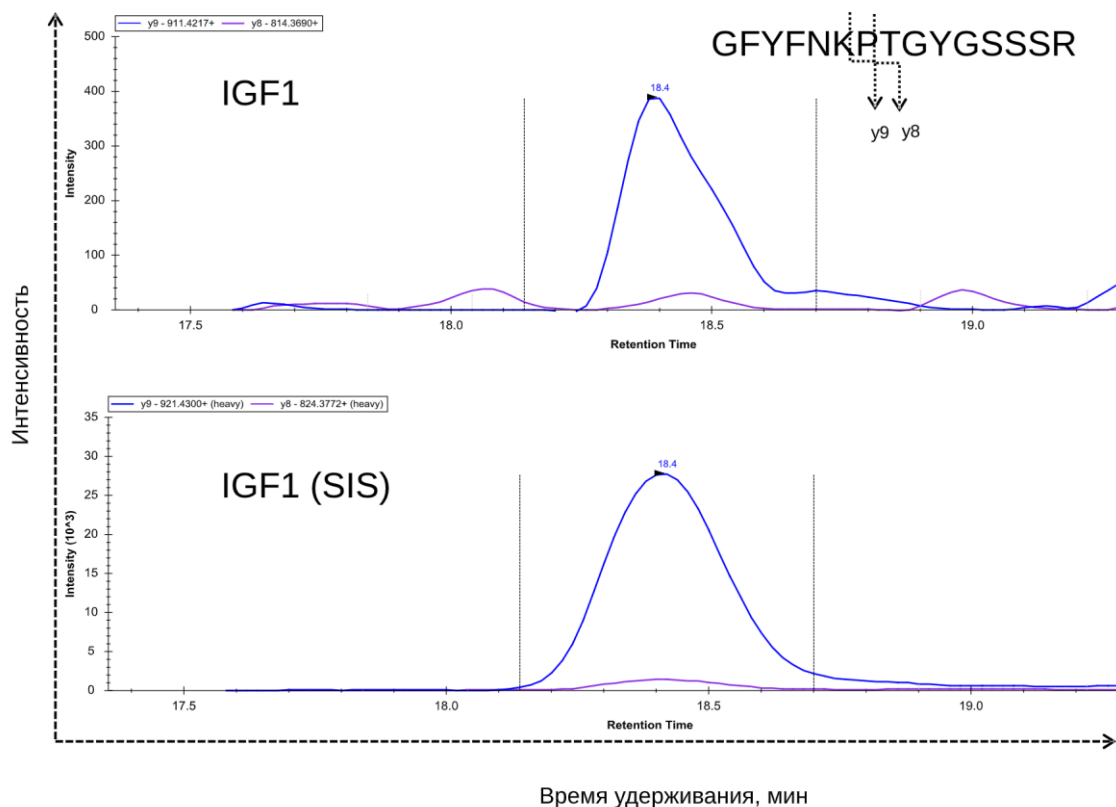 y9 - 911.4217+ y8 - 814.3690+
GFYFNKPTGYGSSSR
y9 y8
IGF1
18.4
Intensity
500
400
300
200
100
0
17.5 18.0 18.5 19.0
Retention Time
Интенсивность
y9 - 921.4300+ (heavy) y8 - 824.3772+ (heavy)
IGF1 (SIS)
18.4
Intensity (10^3)
35
30
25
20
15
10
5
0
17.5 18.0 18.5 19.0
Retention Time
Время удерживания, мин